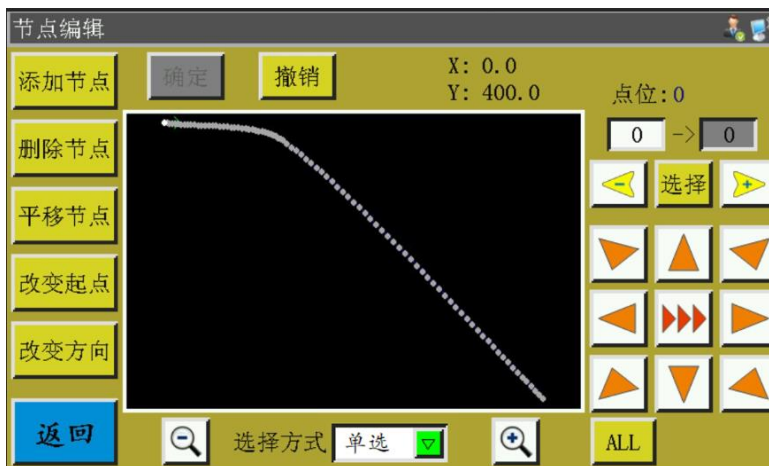 节点编辑
添加节点
确定
撤销
X: 0.0
Y: 400.0
点位:0
0 -> 0
删除节点
选择
平移节点
改变起点
改变方向
返回
选择方式 单选
ALL